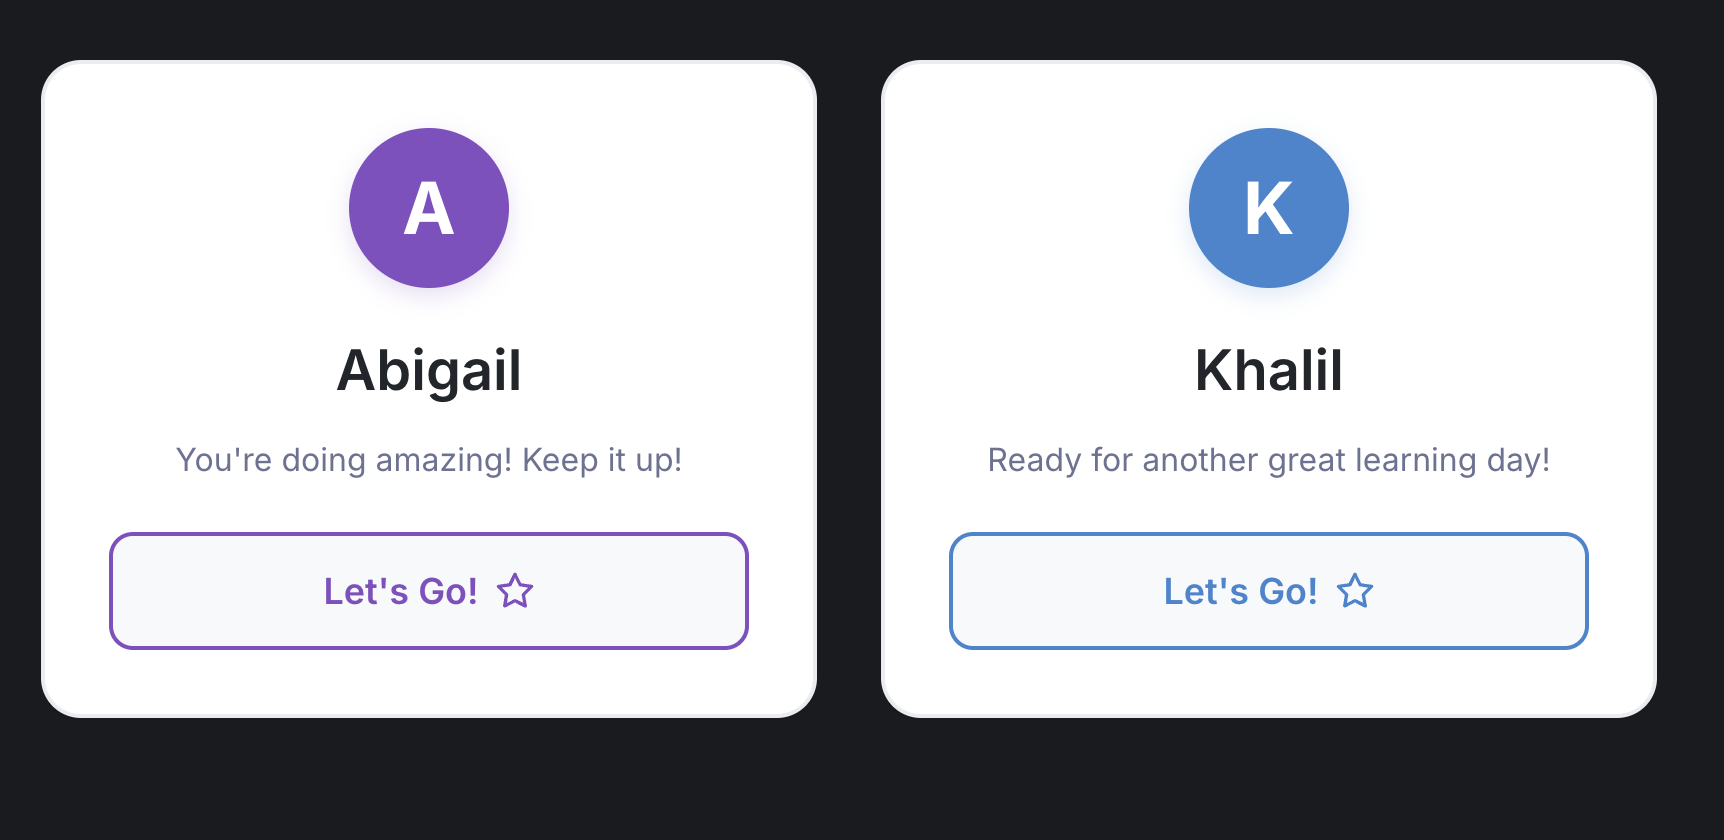 A
Abigail
You're doing amazing! Keep it up!
Let's Go!
K
Khalil
Ready for another great learning day!
Let's Go!